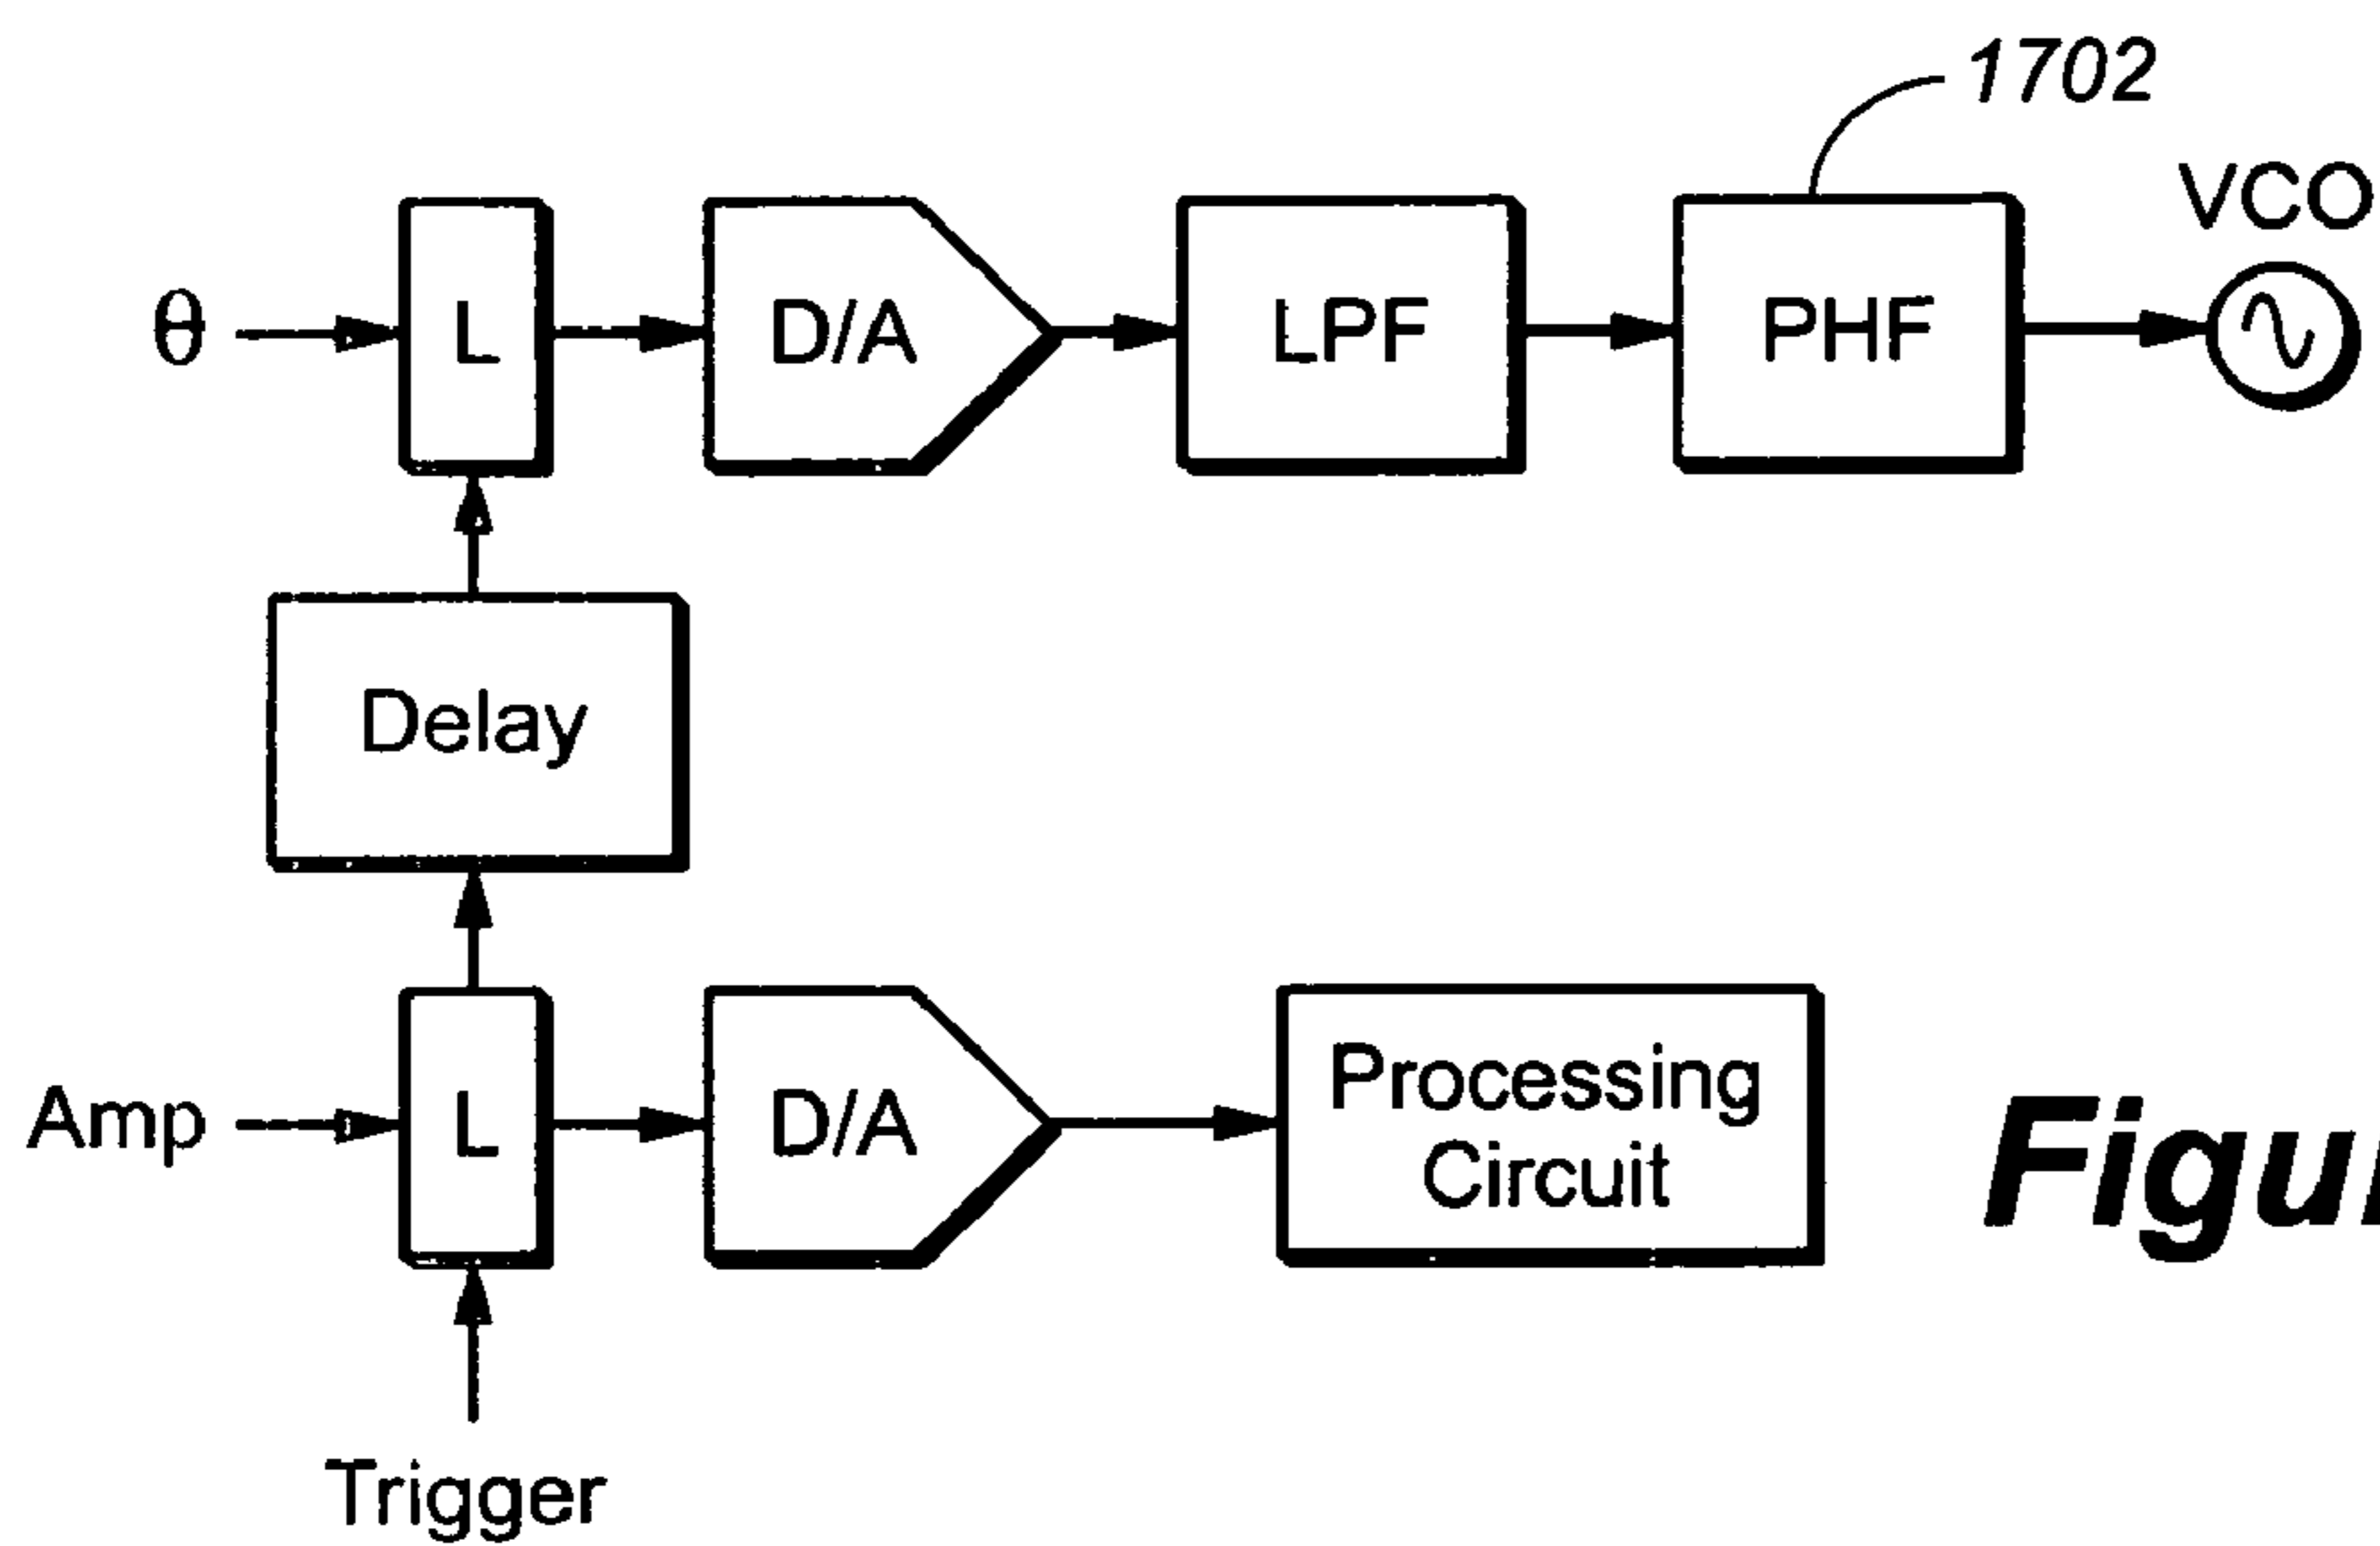 1702
VCO
θ
L
D/A
LPF
PHF
Delay
Amp
L
D/A
Processing
Circuit
Trigger